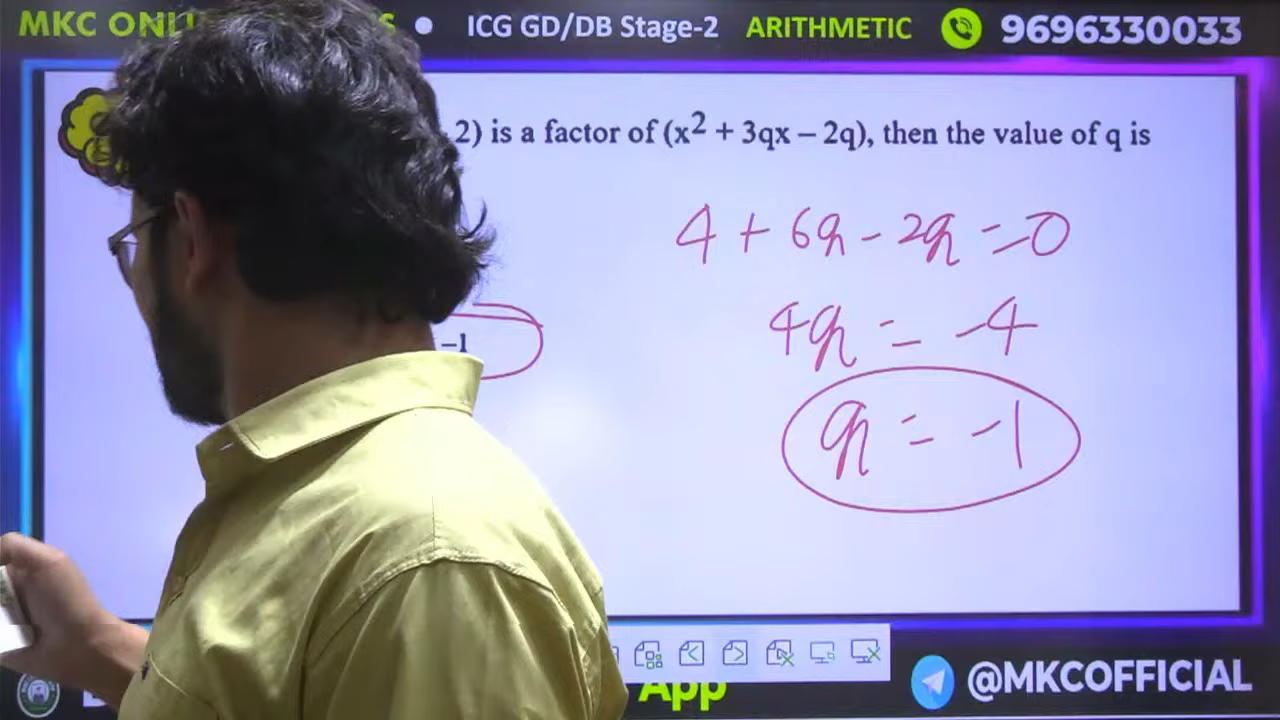 MKC ONLI S ● ICG GD/DB Stage-2 ARITHMETIC 9696330033
2) is a factor of (x² + 3qx – 2q), then the value of q is
4 + 6q – 2q = 0
4q = -4
–1
q = -1
App
@MKCOFFICIAL